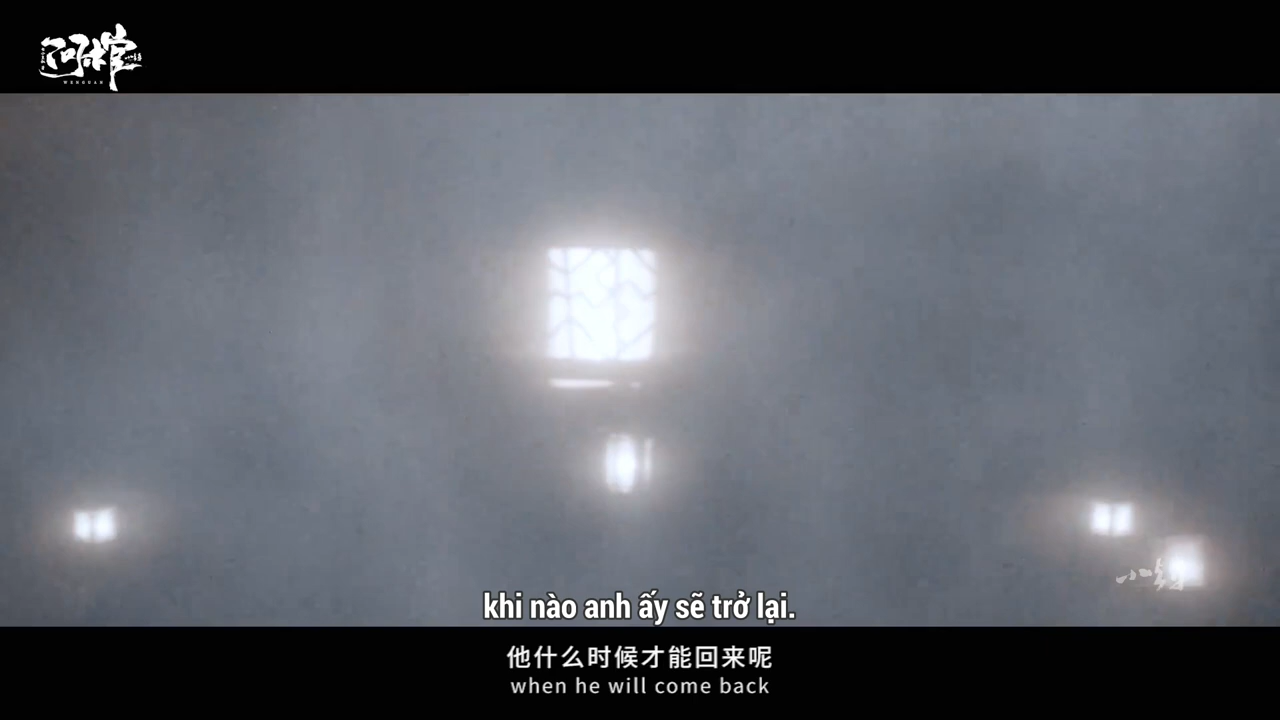 WENGUAN
khi nào anh ấy sẽ trở lại.
他什么时候才能回来呢
when he will come back